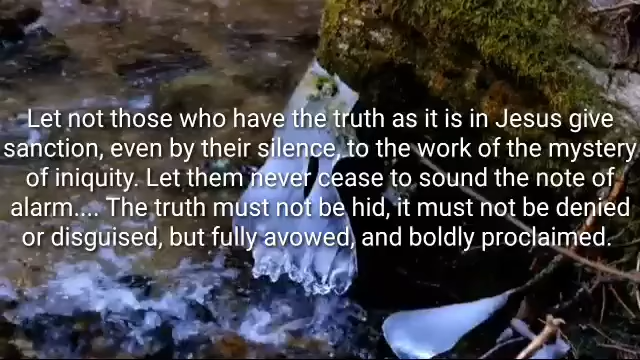 Let not those who have the truth as it is in Jesus give
sanction, even by their silence, to the work of the mystery
of iniquity. Let them never cease to sound the note of
alarm.... The truth must not be hid, it must not be denied
or disguised, but fully avowed, and boldly proclaimed.